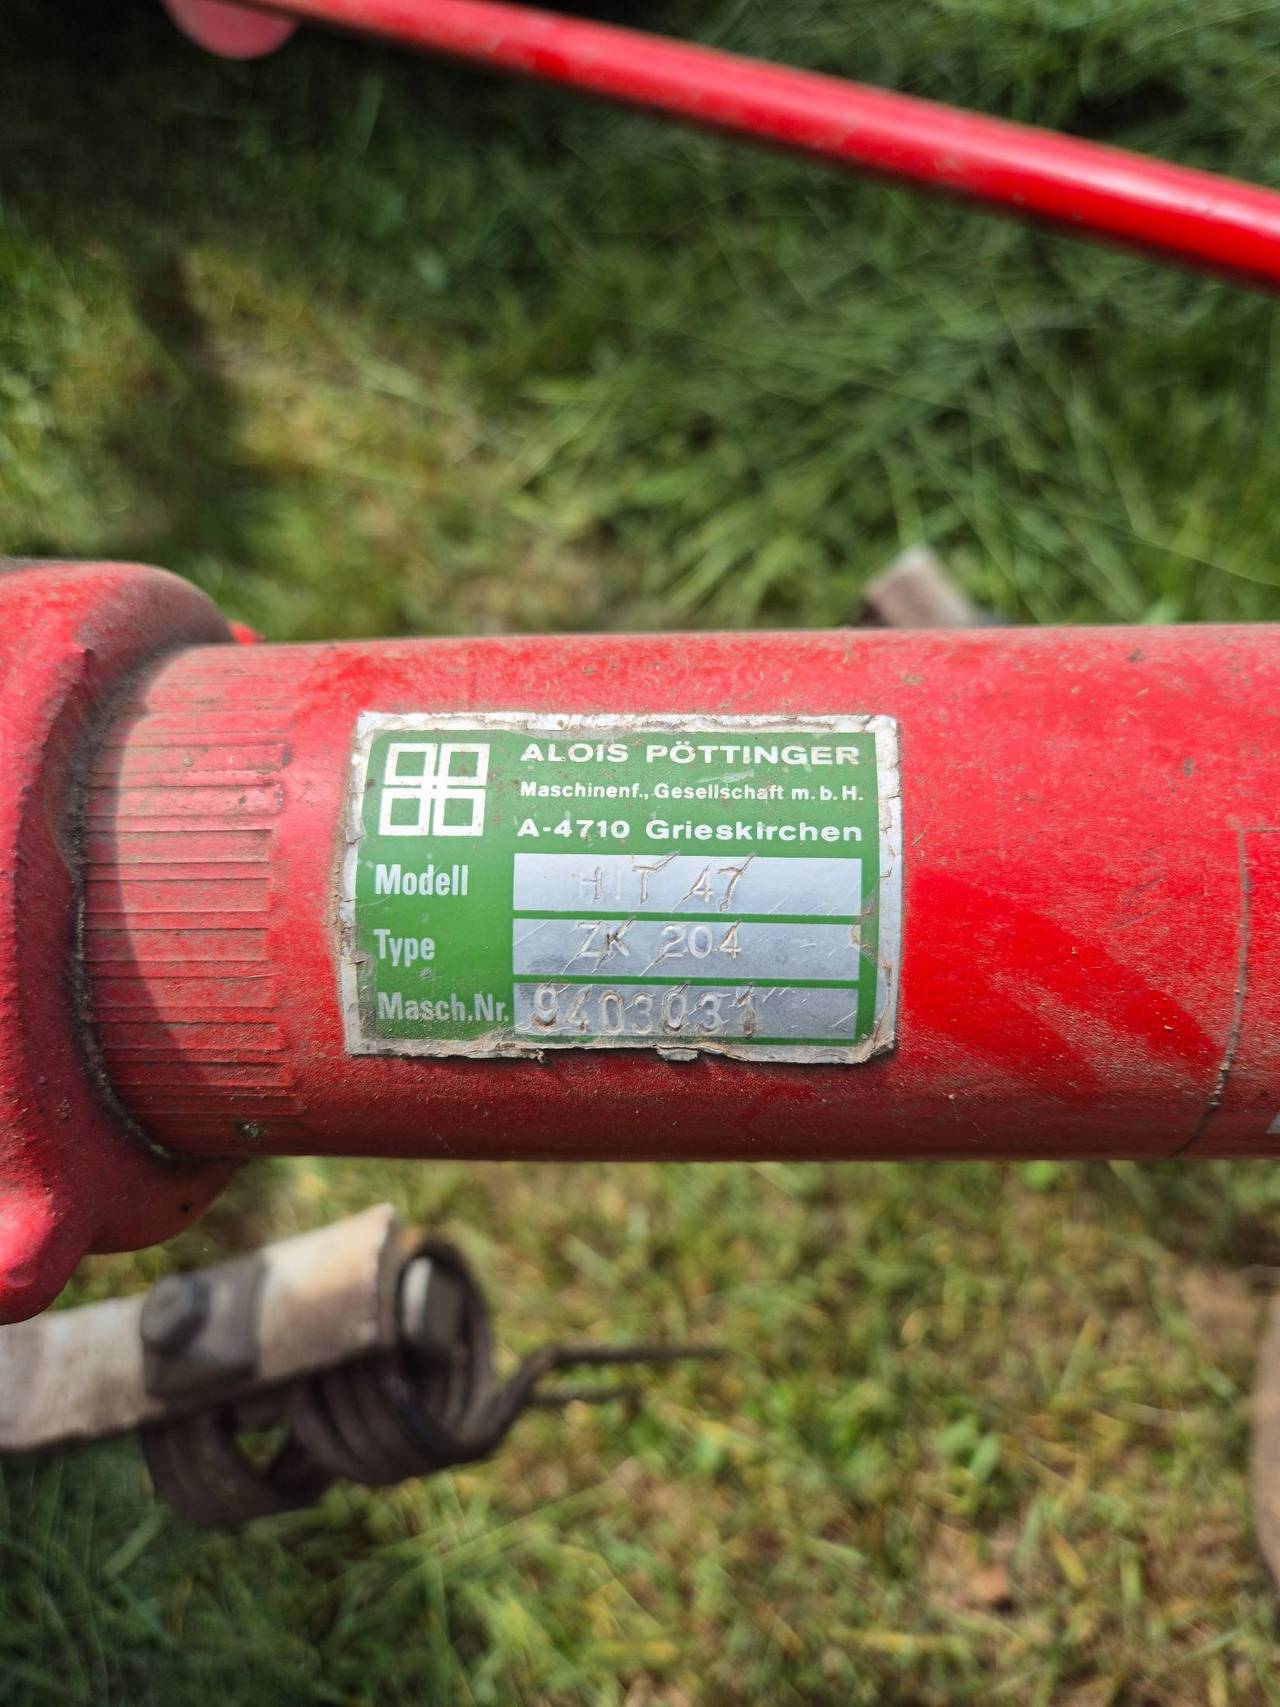 ALOIS PÖTTINGER
Maschinenf., Gesellschaft m. b. H.
A-4710 Grieskirchen
Modell HIT 47
Type ZK 204
Masch.Nr. 9403031